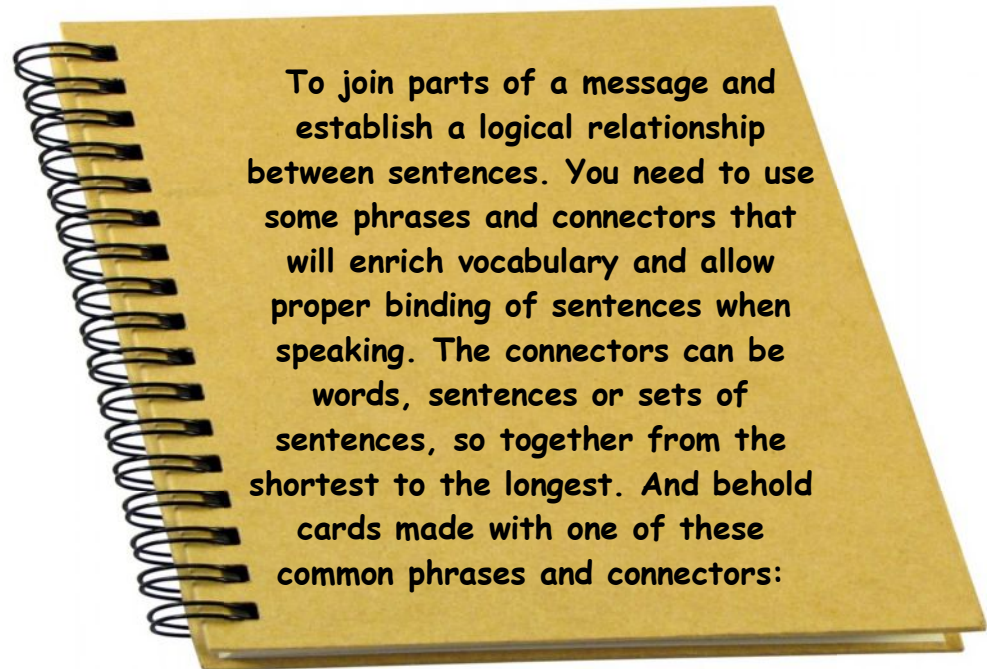 To join parts of a message and
establish a logical relationship
between sentences. You need to use
some phrases and connectors that
will enrich vocabulary and allow
proper binding of sentences when
speaking. The connectors can be
words, sentences or sets of
sentences, so together from the
shortest to the longest. And behold
cards made with one of these
common phrases and connectors: